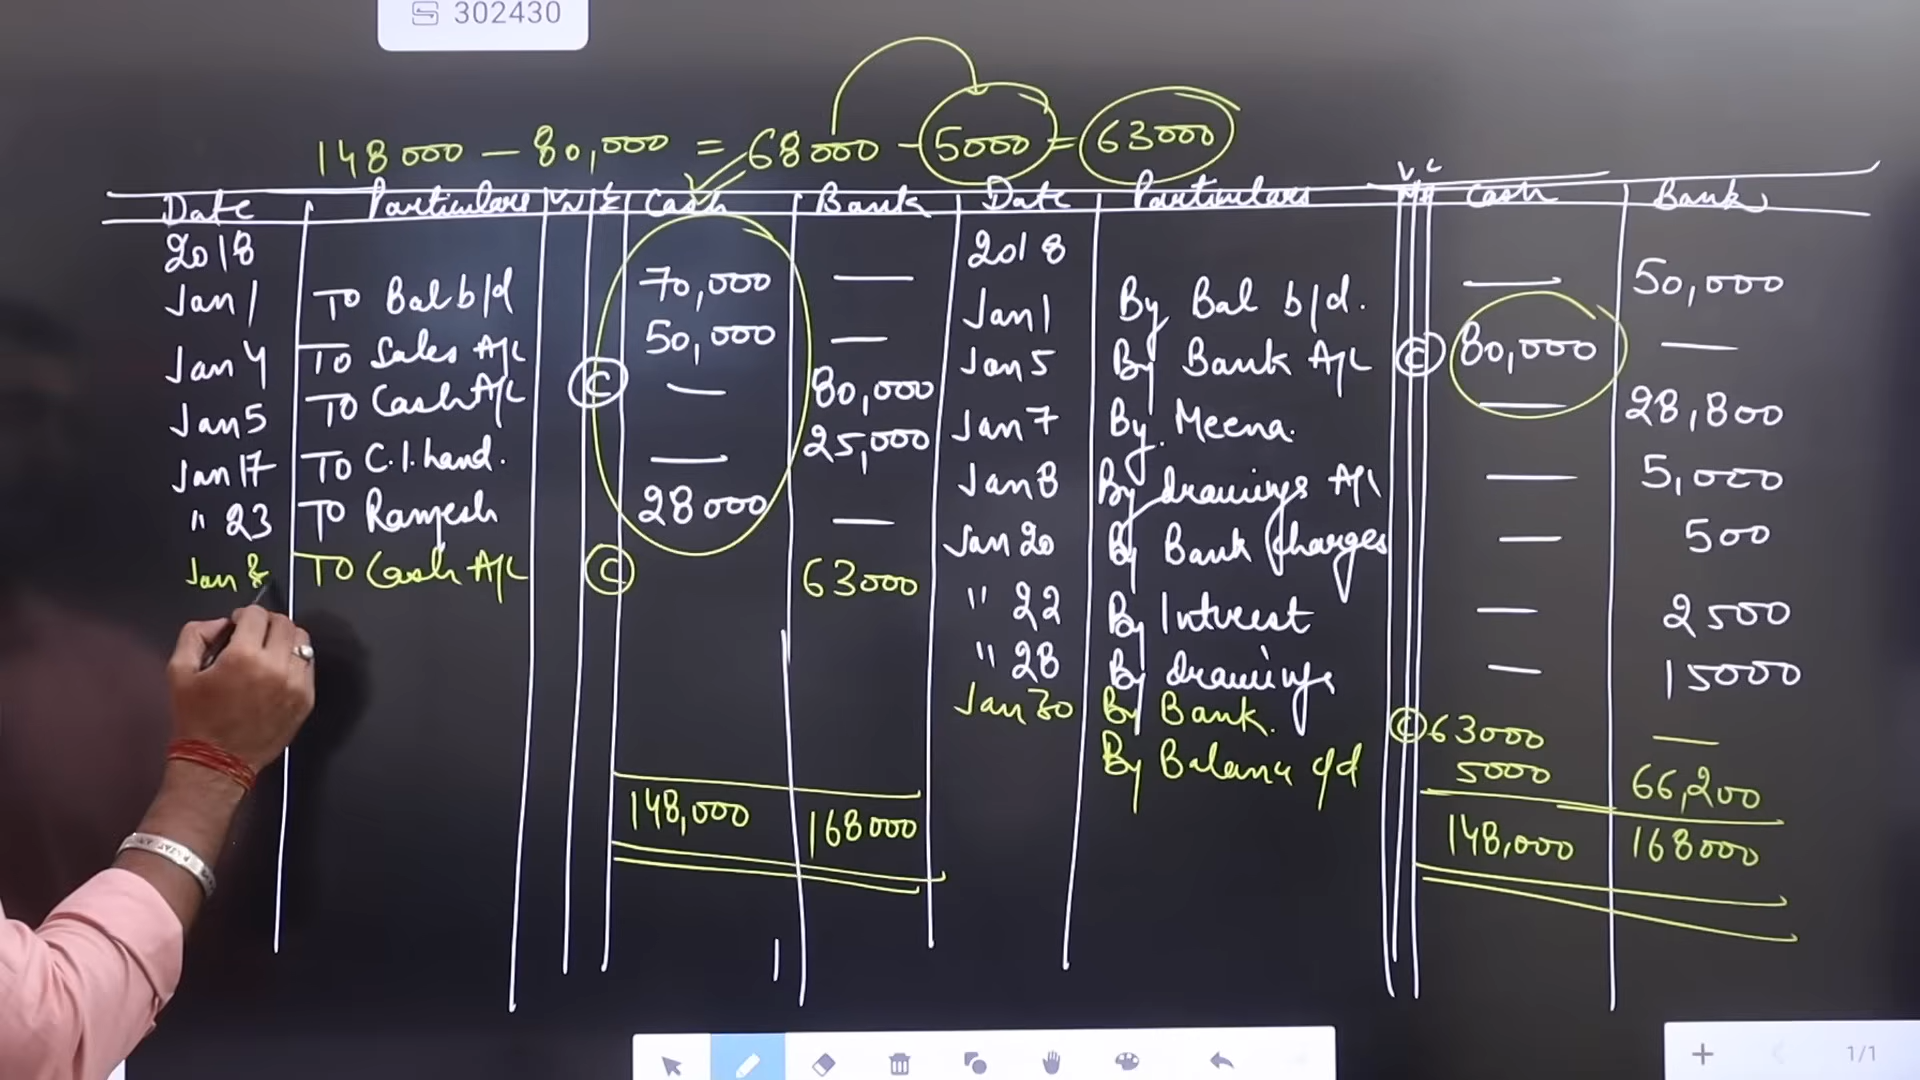 302430
148000 — 80,000 = 68000 - 5000 = 63000
Date Particulars Cash Bank Date Particulars Cash Bank
2018 2018
Jan 1 To Bal b/d 70,000 — Jan 1 By Bal b/d. — 50,000
Jan 4 To Sales A/c 50,000 — Jan 5 By Bank A/c C 80,000 —
Jan 5 To Cash A/c C — 80,000 Jan 7 By Meena. — 28,800
Jan 17 To C.I.hand. — 25,000 Jan 8 By drawings A/c — 5,000
" 23 To Ramesh 28000 — Jan 20 By Bank Charges — 500
Jan To Cash A/c C 63000 " 22 By Intrest — 2500
" 28 By drawings — 15000
Jan 30 By Bank. C 63000 —
By Balance c/d 5000 66,200
148,000 168000 148,000 168000
1/1